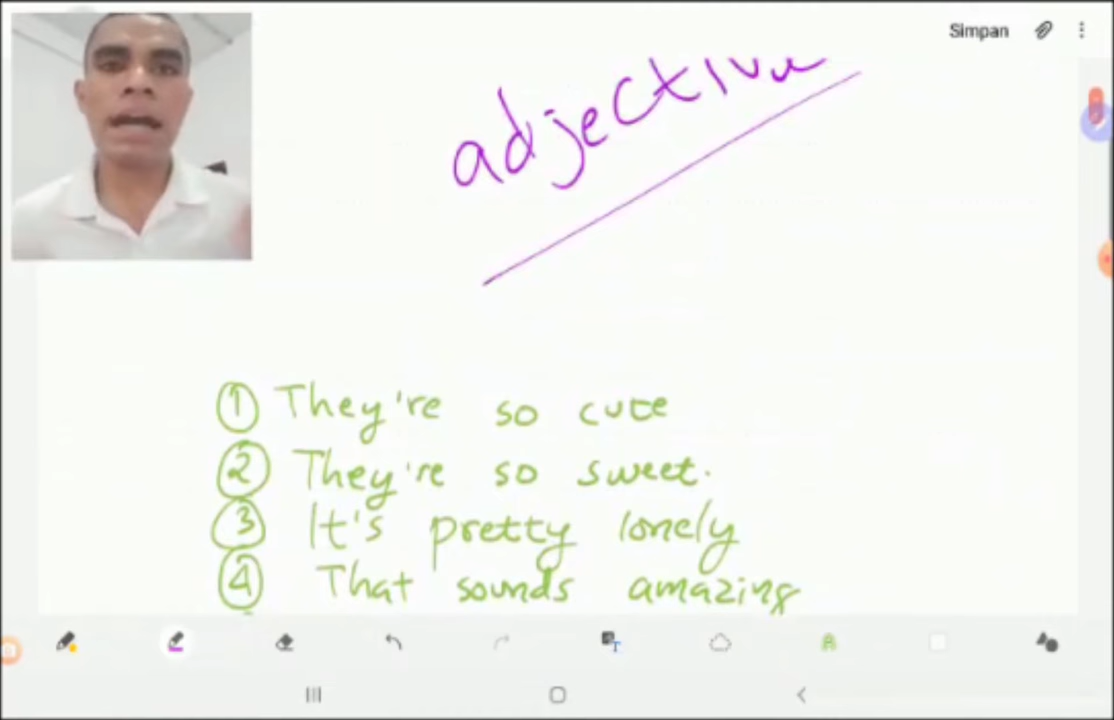 Simpan
adjective
1 They're so cute
2 They're so sweet.
3 It's pretty lonely
4 That sounds amazing